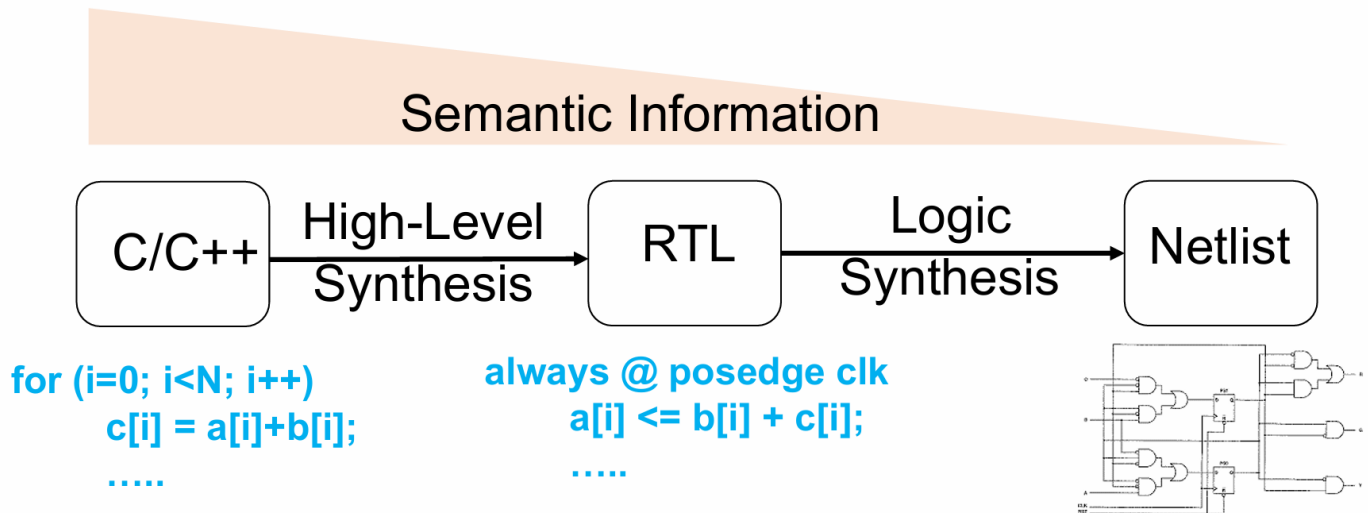 Semantic Information
C/C++
High-Level
Synthesis
RTL
Logic
Synthesis
Netlist
for (i=0; i<N; i++)
c[i] = a[i]+b[i];
…..
always @ posedge clk
a[i] <= b[i] + c[i];
…..